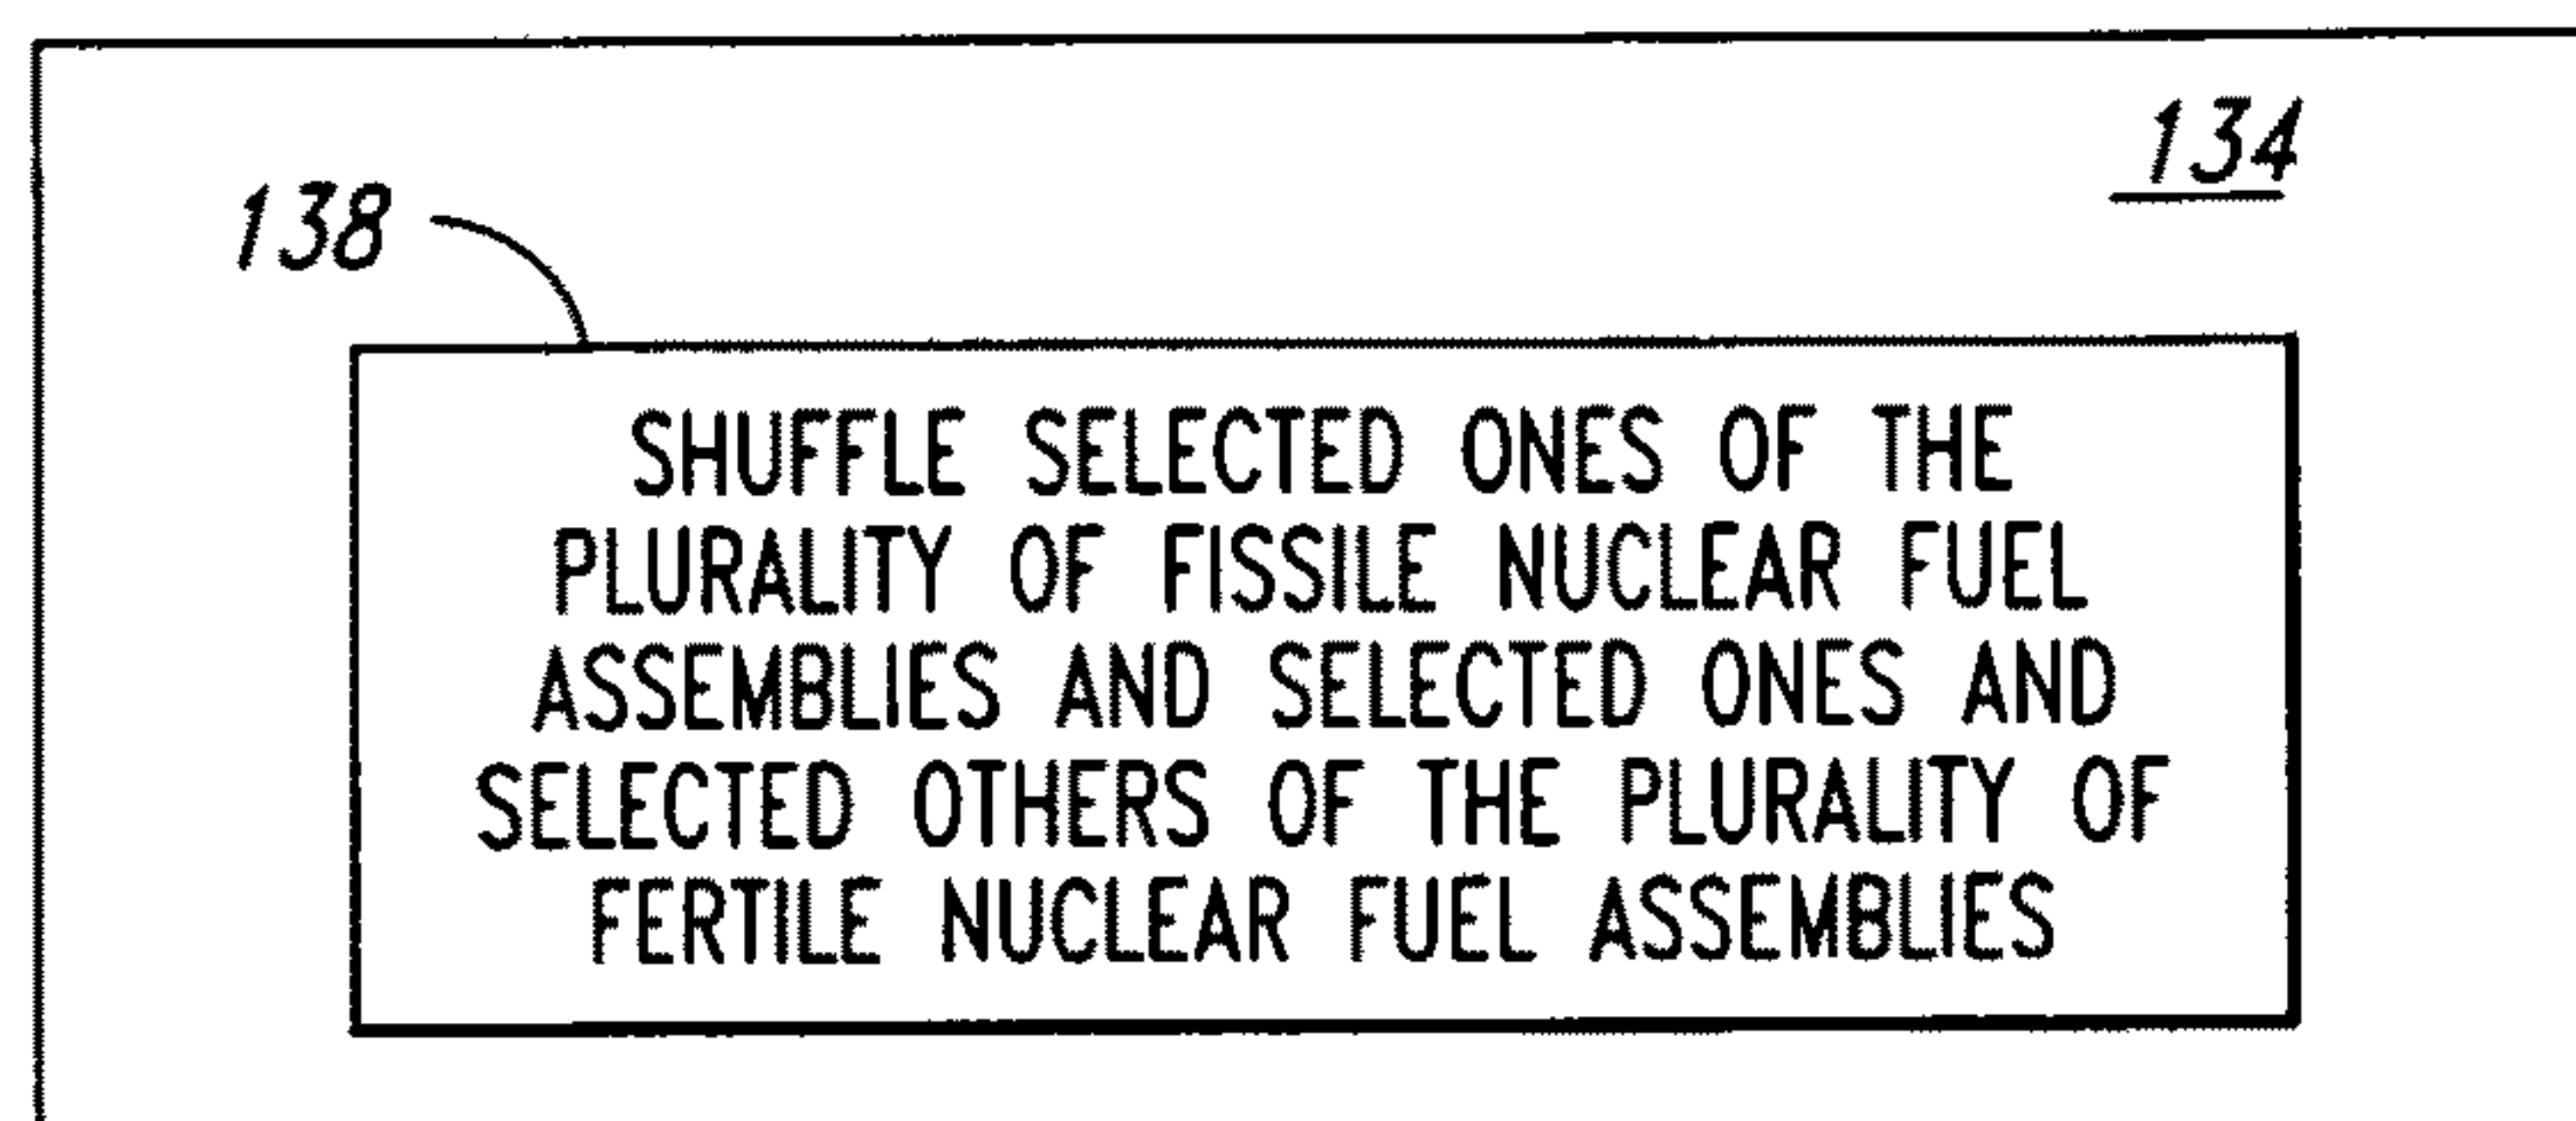 134
138
SHUFFLE SELECTED ONES OF THE
PLURALITY OF FISSILE NUCLEAR FUEL
ASSEMBLIES AND SELECTED ONES AND
SELECTED OTHERS OF THE PLURALITY OF
FERTILE NUCLEAR FUEL ASSEMBLIES